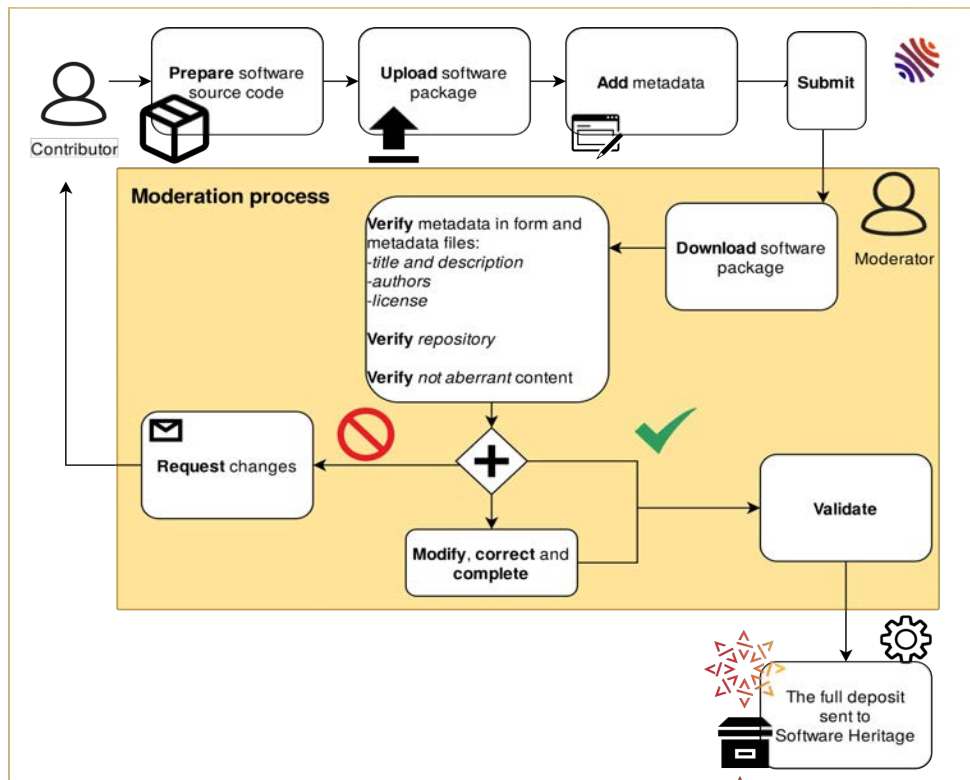 Prepare software
source code
Upload software
package
Add metadata
Submit
Contributor
Moderation process
Verify metadata in form and
metadata files:
-title and description
-authors
-license
Verify repository
Verify not aberrant content
Download software
package
Moderator
Request changes
Modify, correct and
complete
Validate
The full deposit
sent to
Software Heritage